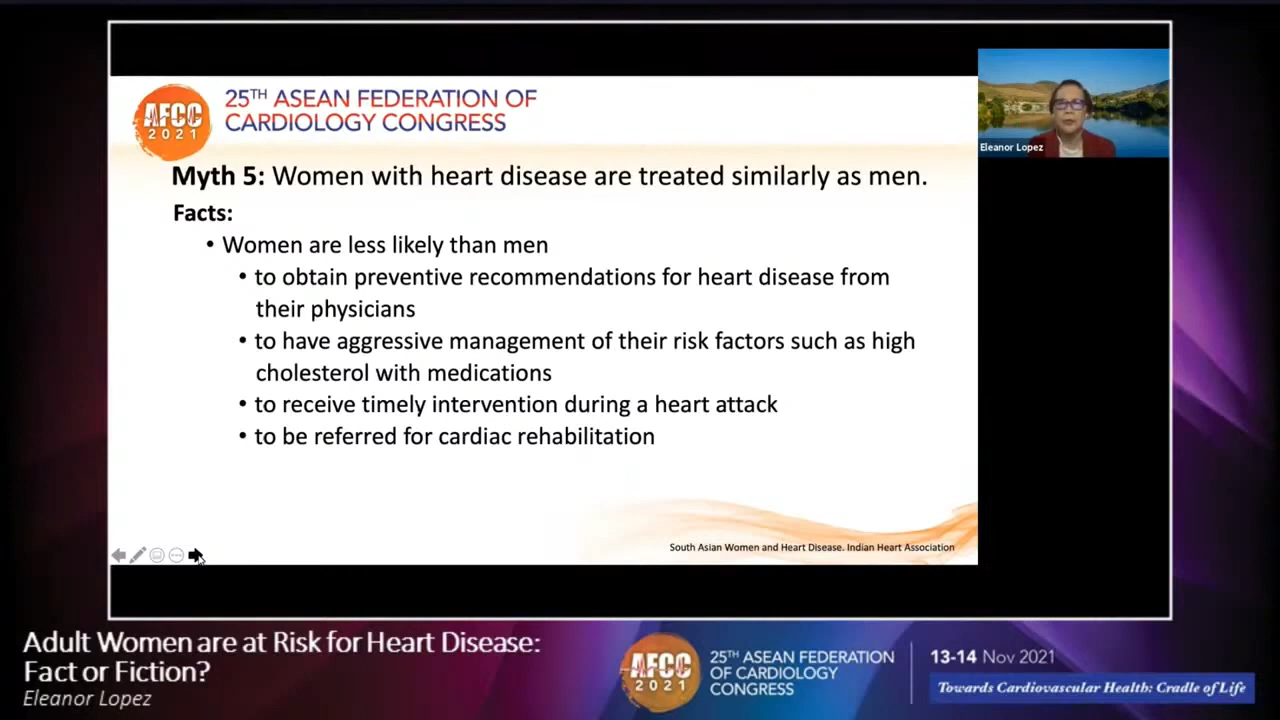 AFCC
2021
25TH ASEAN FEDERATION OF
CARDIOLOGY CONGRESS
Eleanor Lopez
Myth 5: Women with heart disease are treated similarly as men.
Facts:
• Women are less likely than men
• to obtain preventive recommendations for heart disease from
their physicians
• to have aggressive management of their risk factors such as high
cholesterol with medications
• to receive timely intervention during a heart attack
• to be referred for cardiac rehabilitation
South Asian Women and Heart Disease. Indian Heart Association
Adult Women are at Risk for Heart Disease:
Fact or Fiction?
Eleanor Lopez
AFCC
2021
25TH ASEAN FEDERATION
OF CARDIOLOGY
CONGRESS
13-14 Nov 2021
Towards Cardiovascular Health: Cradle of Life